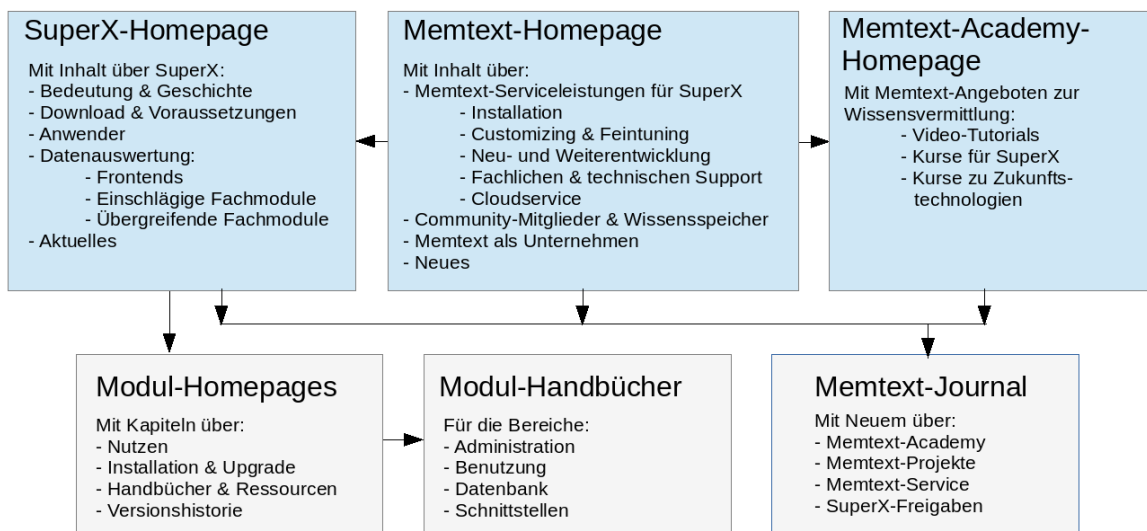 SuperX-Homepage
Mit Inhalt über SuperX:
- Bedeutung & Geschichte
- Download & Voraussetzungen
- Anwender
- Datenauswertung:
- Frontends
- Einschlägige Fachmodule
- Übergreifende Fachmodule
- Aktuelles
Memtext-Homepage
Mit Inhalt über:
- Memtext-Serviceleistungen für SuperX
- Installation
- Customizing & Feintuning
- Neu- und Weiterentwicklung
- Fachlichen & technischen Support
- Cloudservice
- Community-Mitglieder & Wissensspeicher
- Memtext als Unternehmen
- Neues
Memtext-Academy-
Homepage
Mit Memtext-Angeboten zur
Wissensvermittlung:
- Video-Tutorials
- Kurse für SuperX
- Kurse zu Zukunfts-
technologien
Modul-Homepages
Mit Kapiteln über:
- Nutzen
- Installation & Upgrade
- Handbücher & Ressourcen
- Versionshistorie
Modul-Handbücher
Für die Bereiche:
- Administration
- Benutzung
- Datenbank
- Schnittstellen
Memtext-Journal
Mit Neuem über:
- Memtext-Academy
- Memtext-Projekte
- Memtext-Service
- SuperX-Freigaben